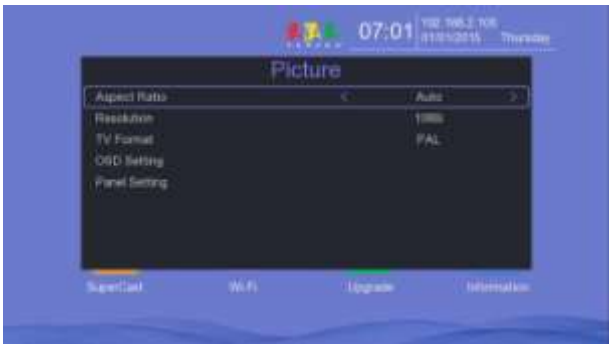 07:01
192.168.2.105
01/01/2015 Thursday
Picture
Aspect Ratio < Auto >
Resolution 1080i
TV Format PAL
OSD Setting
Panel Setting
SuperCast Wi-Fi Upgrade Information